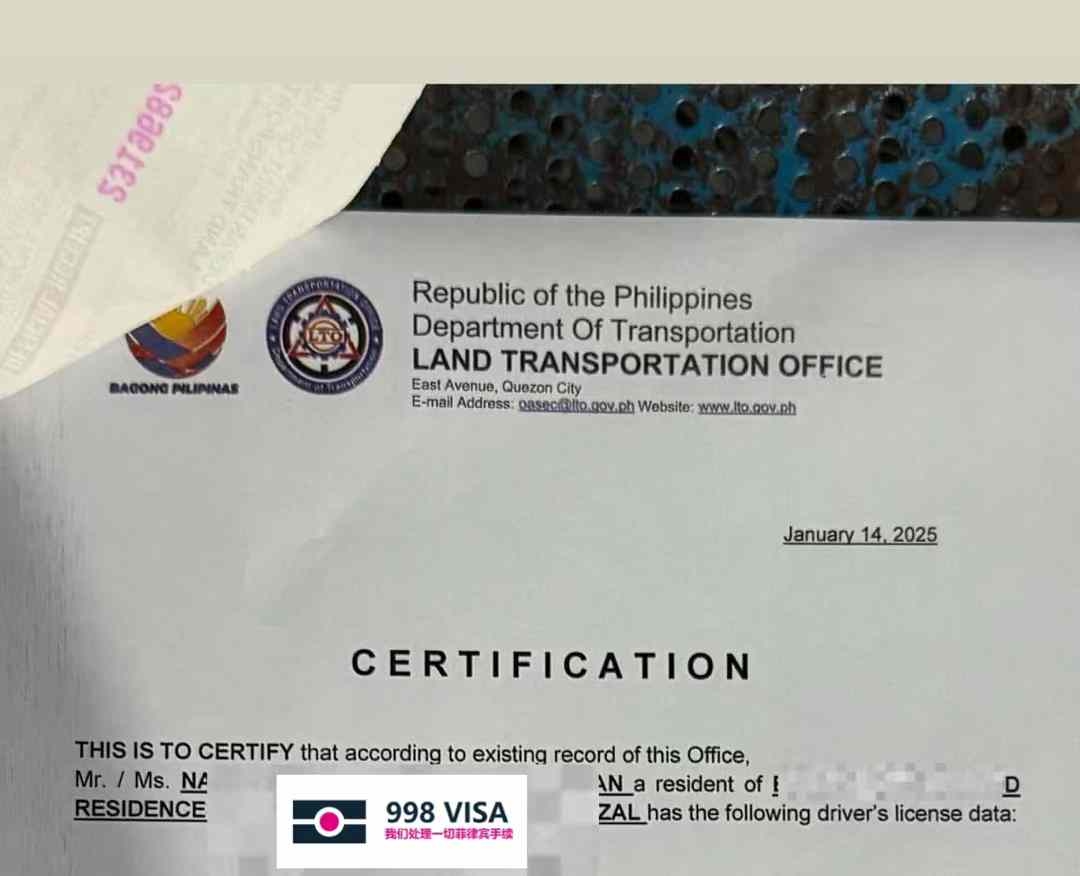 BAGONG PILIPINAS
LTO
Republic of the Philippines
Department Of Transportation
LAND TRANSPORTATION OFFICE
East Avenue, Quezon City
E-mail Address: oasec@lto.gov.ph Website: www.lto.gov.ph
January 14, 2025
CERTIFICATION
THIS IS TO CERTIFY that according to existing record of this Office,
Mr. / Ms. a resident of D
RESIDENCE ZAL has the following driver's license data:
998 VISA
我们处理一切菲律宾手续